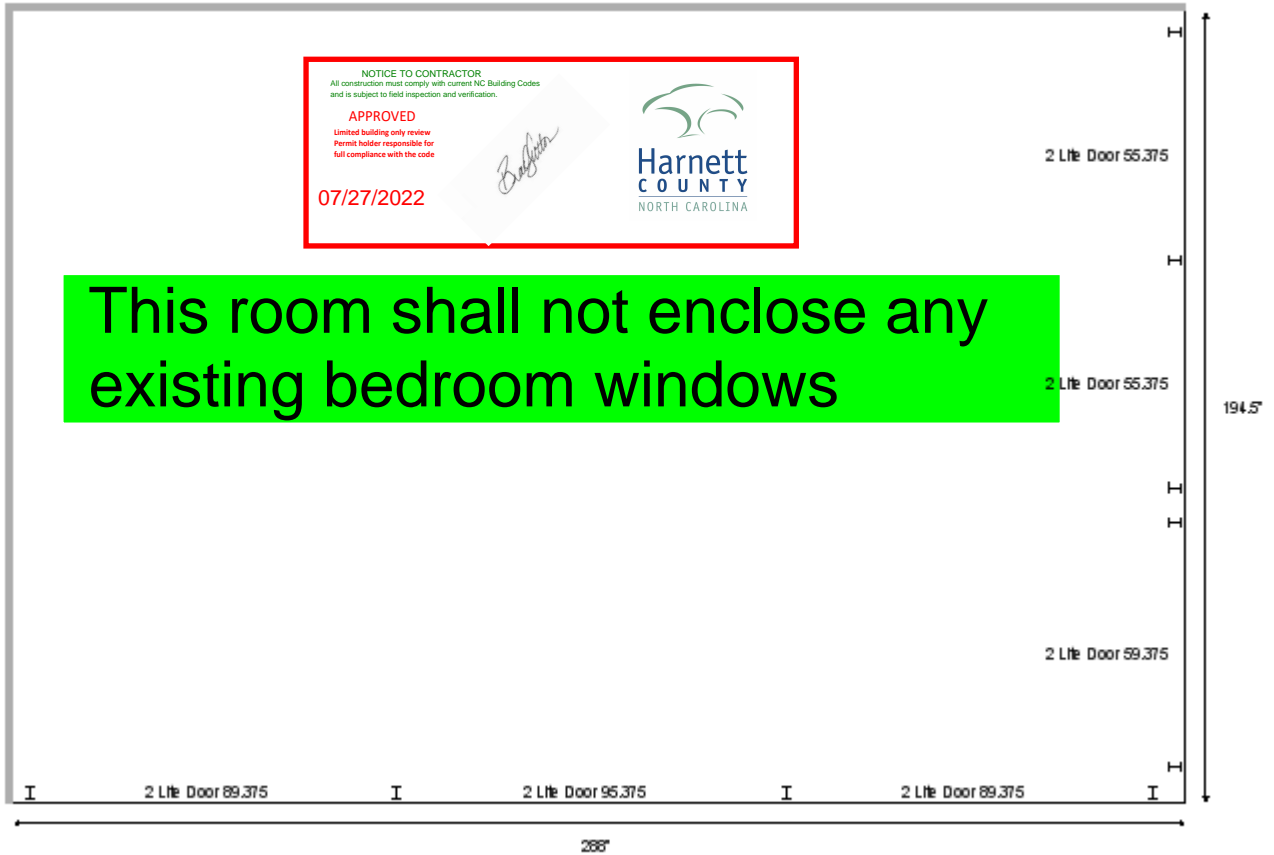 NOTICE TO CONTRACTOR
All construction must comply with current NC Building Codes
and is subject to field inspection and verification.
APPROVED
Limited building only review
Permit holder responsible for
full compliance with the code
07/27/2022
Harnett
COUNTY
NORTH CAROLINA
2 Lite Door 55.375
This room shall not enclose any
existing bedroom windows
2 Lite Door 55.375
194.5"
2 Lite Door 59.375
2 Lite Door 89.375
2 Lite Door 95.375
2 Lite Door 89.375
288"